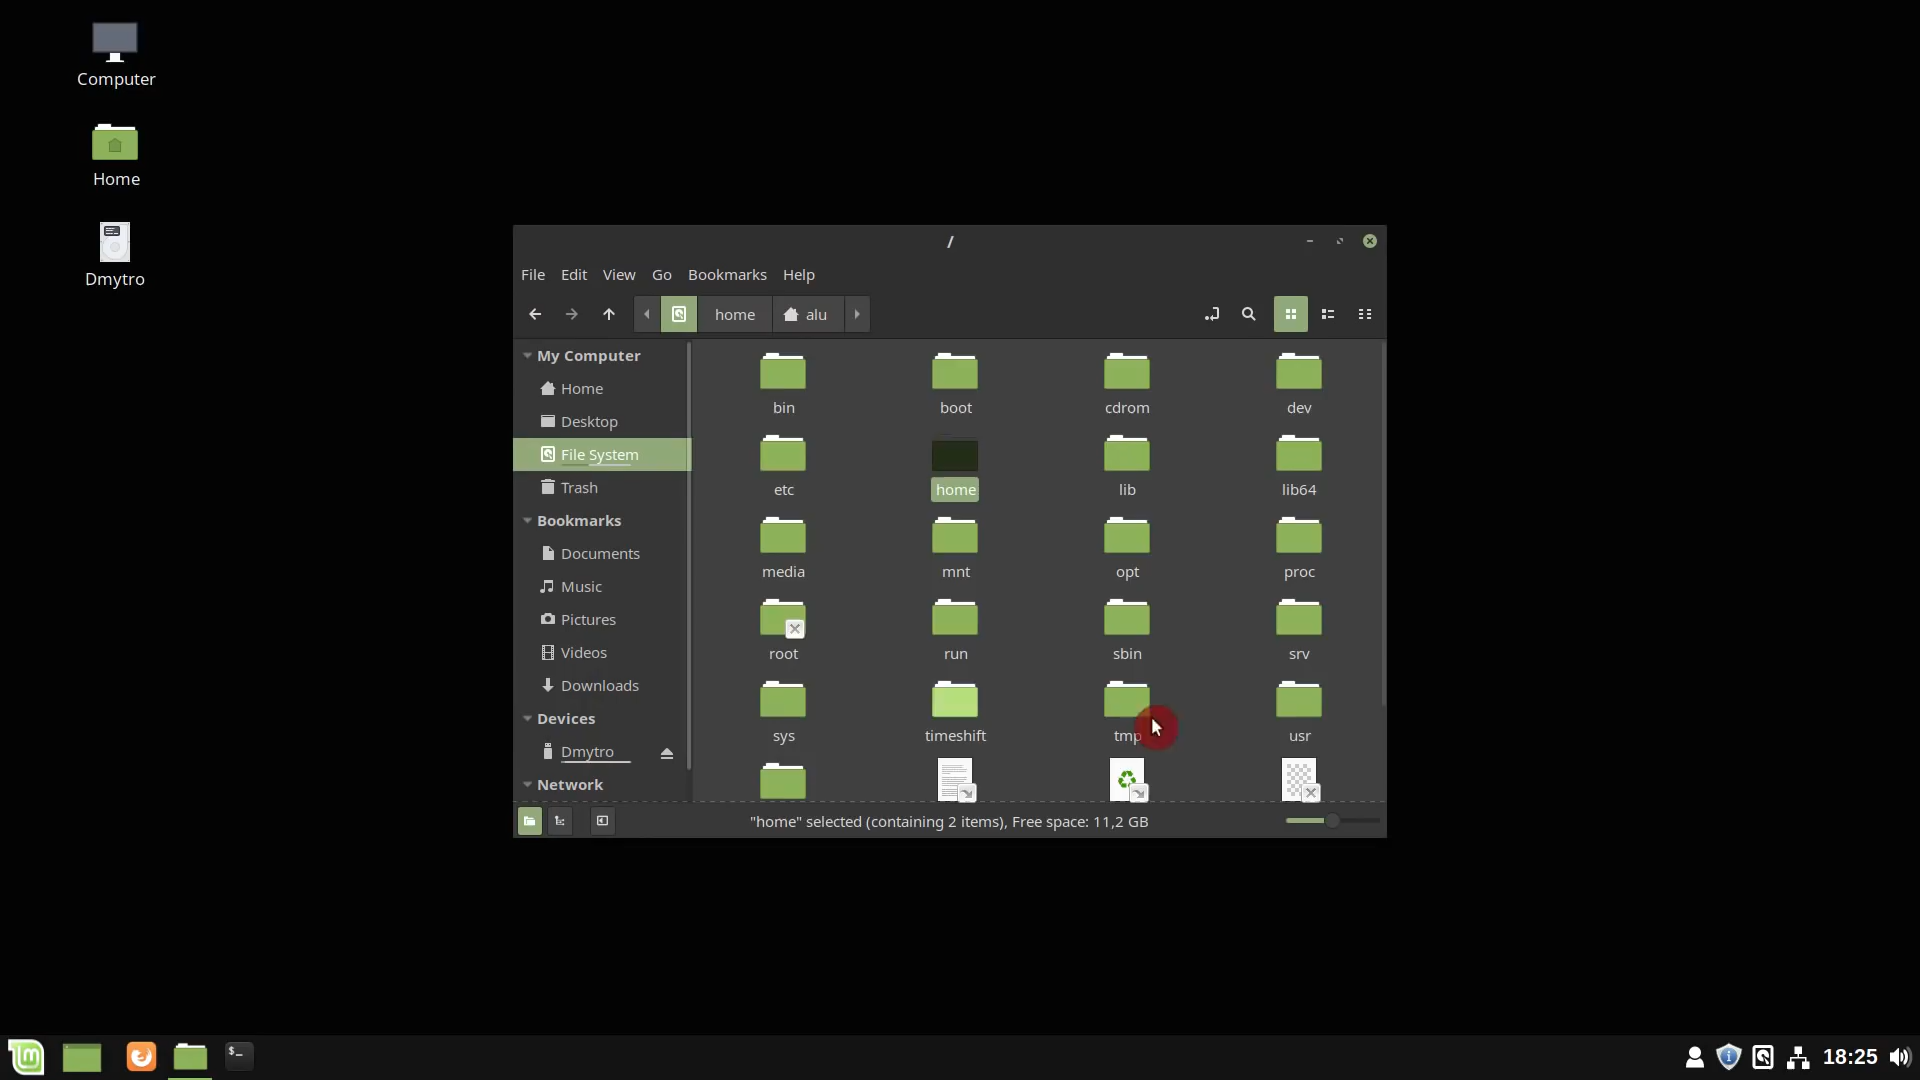 Computer
Home
Dmytro
/
File Edit View Go Bookmarks Help
home alu
My Computer
Home
Desktop
File System
Trash
Bookmarks
Documents
Music
Pictures
Videos
Downloads
Devices
Dmytro
Network
bin boot cdrom dev
etc home lib lib64
media mnt opt proc
root run sbin srv
sys timeshift tmp usr
"home" selected (containing 2 items), Free space: 11,2 GB
$_
18:25